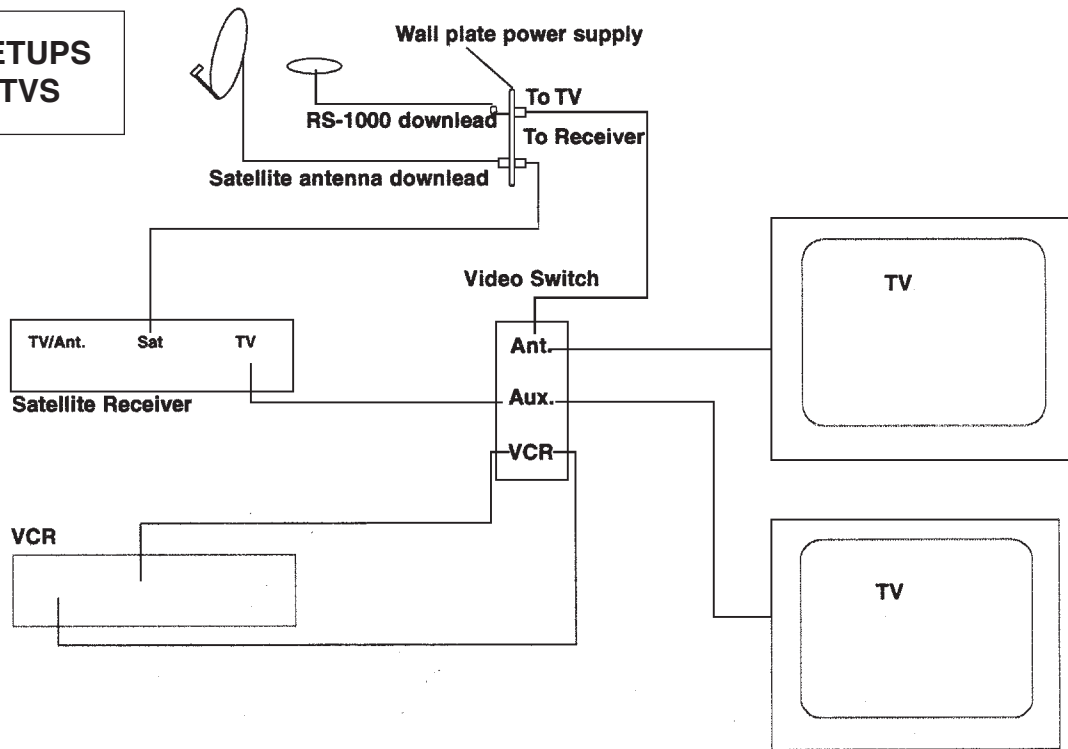 TVS
Wall plate power supply
To TV
RS-1000 downlead
To Receiver
Satellite antenna downlead
Video Switch
TV
TV/Ant.
Sat
TV
Ant.
Satellite Receiver
Aux.
VCR
VCR
TV